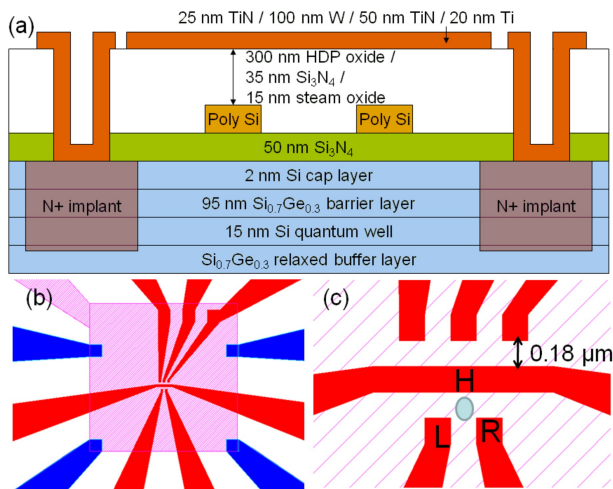 (a)
25 nm TiN / 100 nm W / 50 nm TiN / 20 nm Ti
300 nm HDP oxide /
35 nm Si₃N₄ /
15 nm steam oxide
Poly Si
Poly Si
50 nm Si₃N₄
2 nm Si cap layer
N+ implant
95 nm Si₀.₇Ge₀.₃ barrier layer
N+ implant
15 nm Si quantum well
Si₀.₇Ge₀.₃ relaxed buffer layer
(b)
(c)
0.18 μm
H
L
R